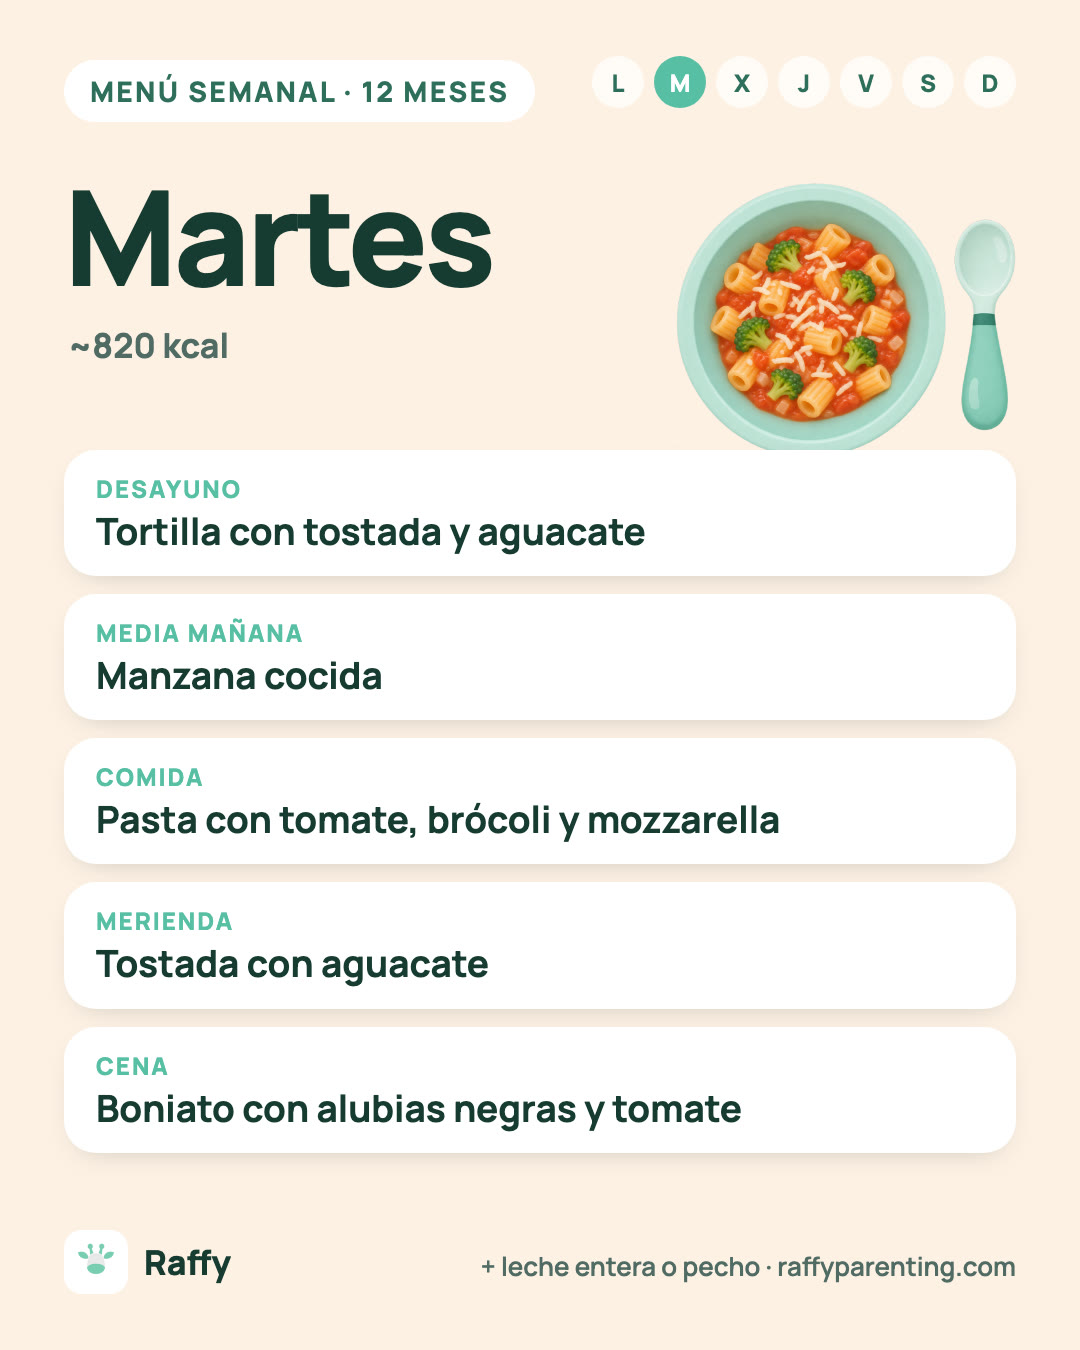 MENÚ SEMANAL · 12 MESES
L M X J V S D
Martes
~820 kcal
DESAYUNO
Tortilla con tostada y aguacate
MEDIA MAÑANA
Manzana cocida
COMIDA
Pasta con tomate, brócoli y mozzarella
MERIENDA
Tostada con aguacate
CENA
Boniato con alubias negras y tomate
Raffy
+ leche entera o pecho · raffyparenting.com